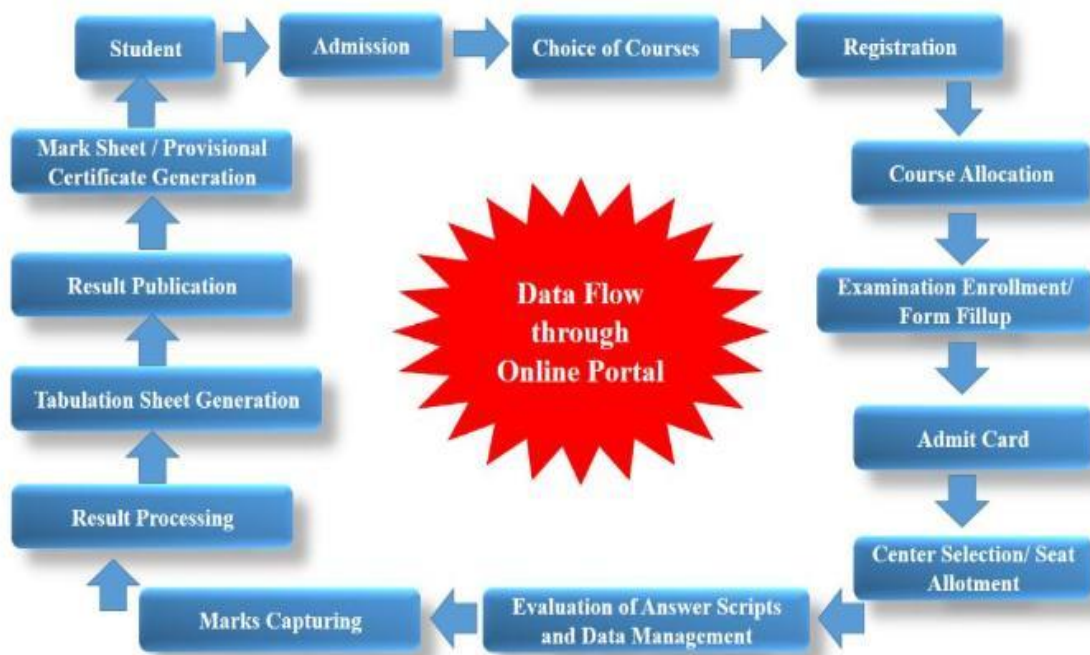 Student
Admission
Choice of Courses
Registration
Course Allocation
Examination Enrollment/
Form Fillup
Admit Card
Center Selection/ Seat
Allotment
Evaluation of Answer Scripts
and Data Management
Marks Capturing
Result Processing
Tabulation Sheet Generation
Result Publication
Mark Sheet / Provisional
Certificate Generation
Data Flow
through
Online Portal